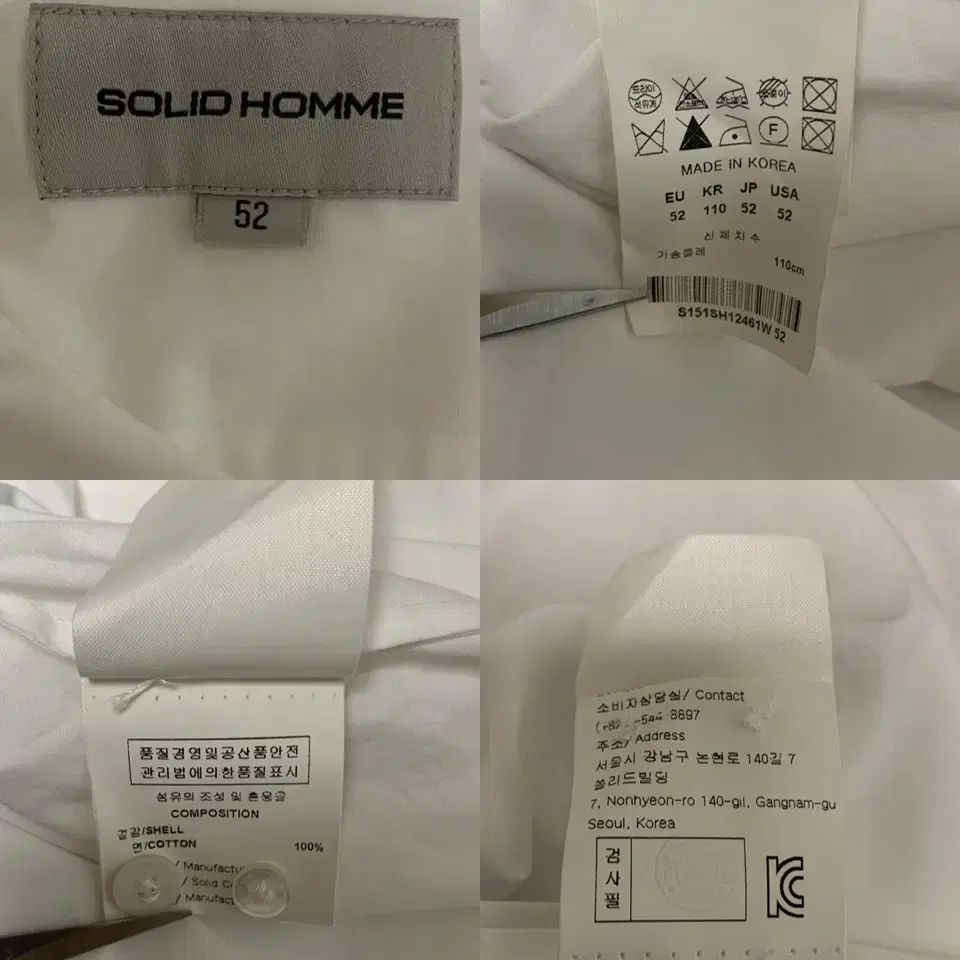 SOLID HOMME
52
드라이
석유계
MADE IN KOREA
EU KR JP USA
52 110 52 52
신체치수
가슴둘레 110cm
S151SH12461W 52
F
품질경영및공산품안전
관리법에의한품질표시
섬유의 조성 및 혼용율
COMPOSITION
겉감/SHELL
면/COTTON 100%
/ Manufactu
/ Solid C
/ Manufac
소비자상담실/ Contact
544 8897
주소/ Address
서울시 강남구 논현로 140길 7
쏠리드빌딩
7, Nonhyeon-ro 140-gil, Gangnam-gu
Seoul, Korea
검사필